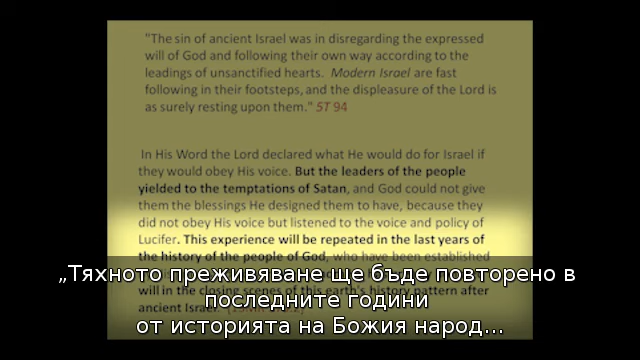 "The sin of ancient Israel was in disregarding the expressed
will of God and following their own way according to the
leadings of unsanctified hearts. Modern Israel are fast
following in their footsteps, and the displeasure of the Lord is
as surely resting upon them." 5T 94
In His Word the Lord declared what He would do for Israel if
they would obey His voice. But the leaders of the people
yielded to the temptations of Satan, and God could not give
them the blessings He designed them to have, because they
did not obey His voice but listened to the voice and policy of
Lucifer. This experience will be repeated in the last years of
the history of the people of God, who have been established
will in the closing scenes of this earth's history pattern after
ancient Israel.
„Тяхното преживяване ще бъде повторено в
последните години
от историята на Божия народ...